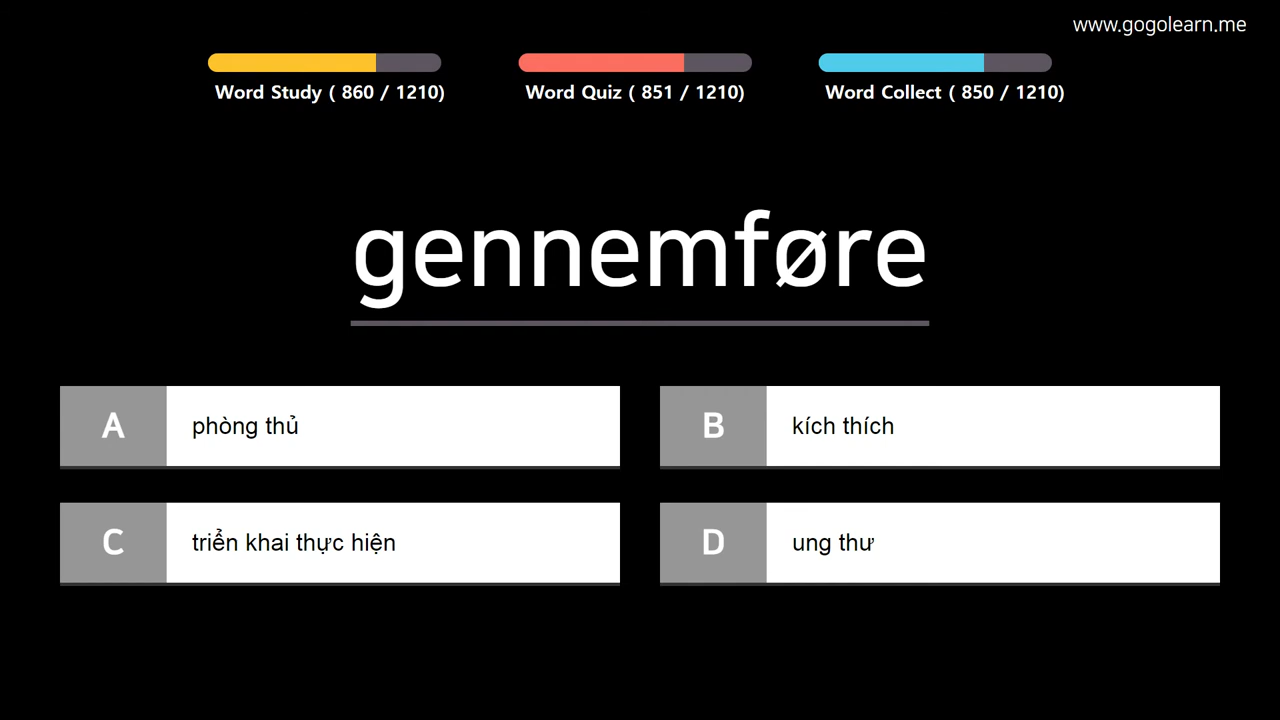 www.gogolearn.me
Word Study ( 860 / 1210)
Word Quiz ( 851 / 1210)
Word Collect ( 850 / 1210)
gennemføre
A
phòng thủ
B
kích thích
C
triển khai thực hiện
D
ung thư